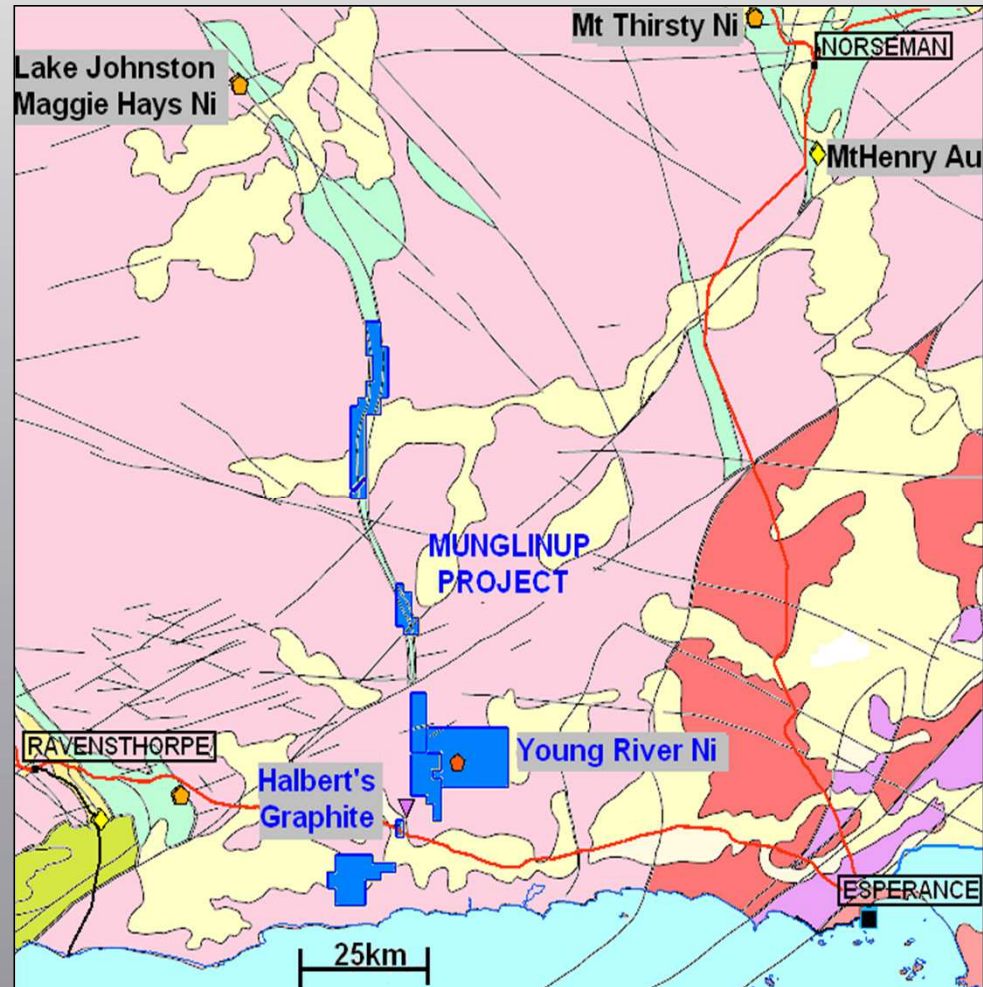 Mt Thirsty Ni
NORSEMAN
Lake Johnston
Maggie Hays Ni
MtHenry Au
MUNGLINUP
PROJECT
RAVENSTHORPE
Young River Ni
Halbert's
Graphite
ESPERANCE
25km